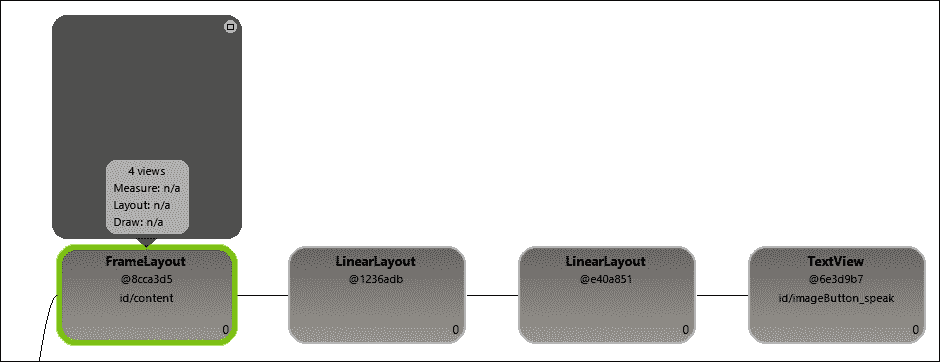 4 views
Measure: n/a
Layout: n/a
Draw: n/a
FrameLayout
@8cca3d5
id/content
0
LinearLayout
@1236adb
0
LinearLayout
@e40a851
0
TextView
@6e3d9b7
id/imageButton_speak
0